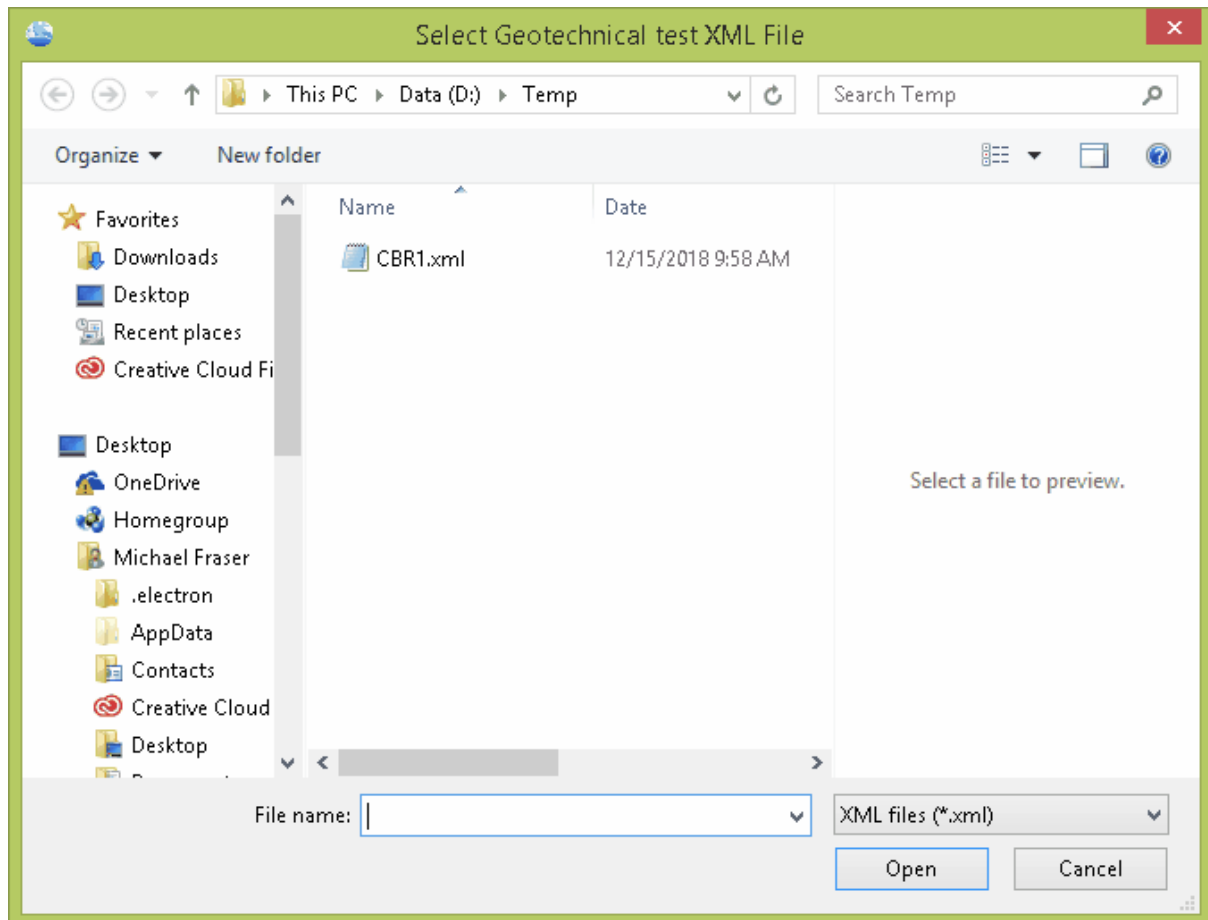 Select Geotechnical test XML File
This PC Data (D:) Temp
Search Temp
Organize New folder
Name Date
CBR1.xml 12/15/2018 9:58 AM
Favorites
Downloads
Desktop
Recent places
Creative Cloud Fi
Desktop
OneDrive
Homegroup
Michael Fraser
.electron
AppData
Contacts
Creative Cloud
Desktop
Select a file to preview.
File name:
XML files (*.xml)
Open Cancel